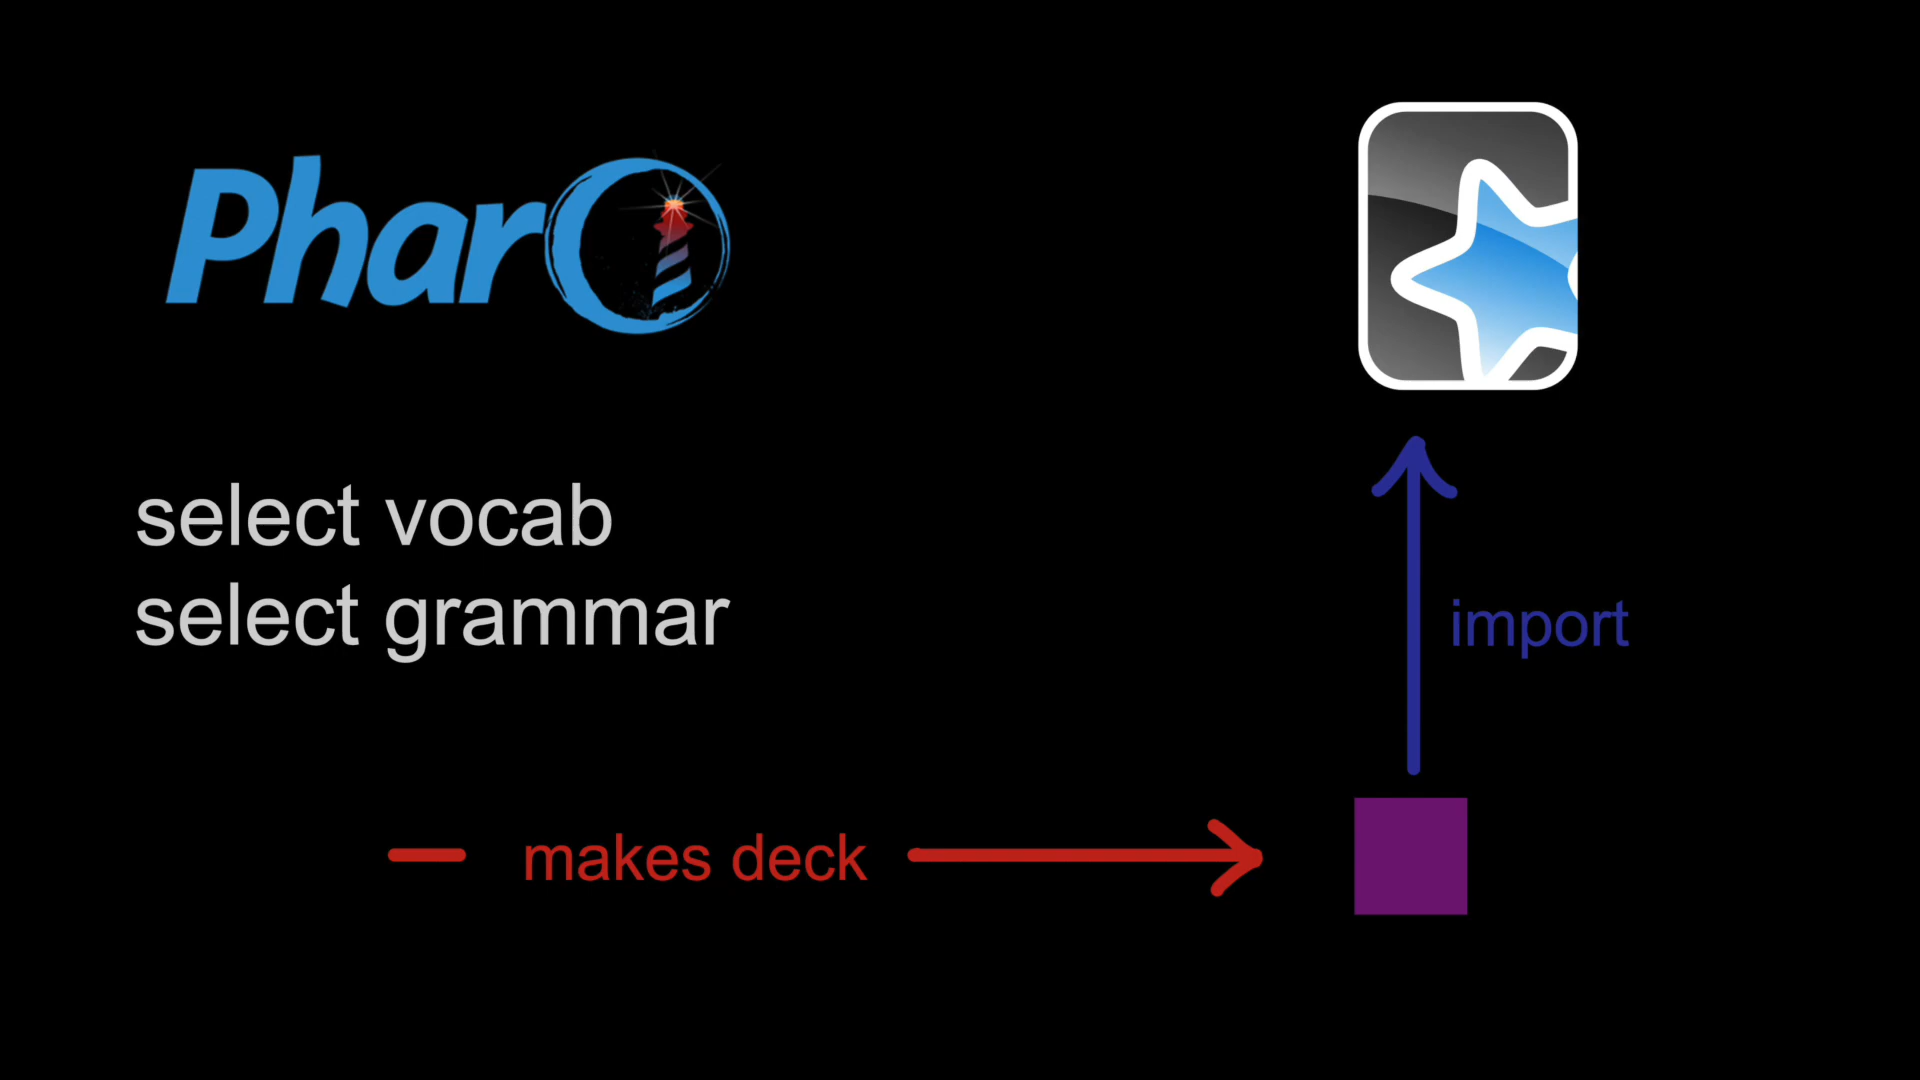 Pharo
select vocab
select grammar
import
makes deck